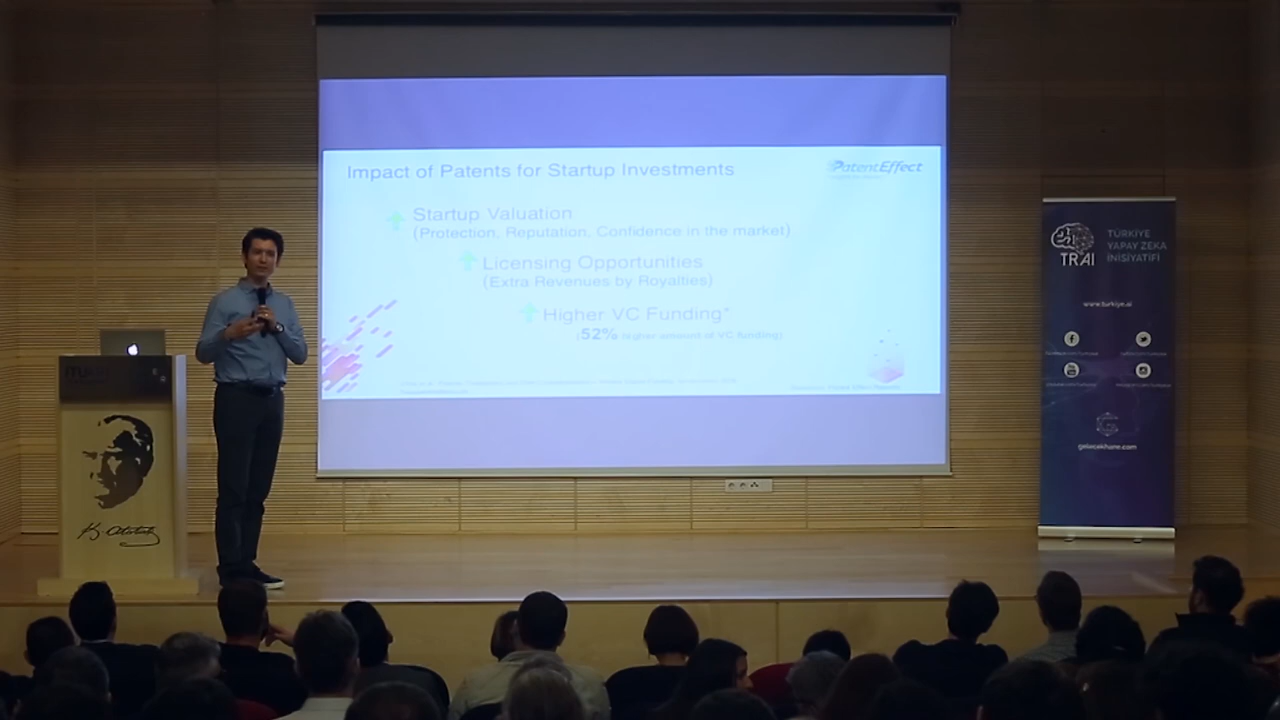 Impact of Patents for Startup Investments
PatentEffect
Startup Valuation
(Protection, Reputation, Confidence in the market)
Licensing Opportunities
(Extra Revenues by Royalties)
Higher VC Funding*
(52% higher amount of VC funding)
TRAI
TÜRKİYE
YAPAY ZEKA
İNİSİYATİFİ
www.turkiye.ai
gelecekhane.com
K. Atatürk